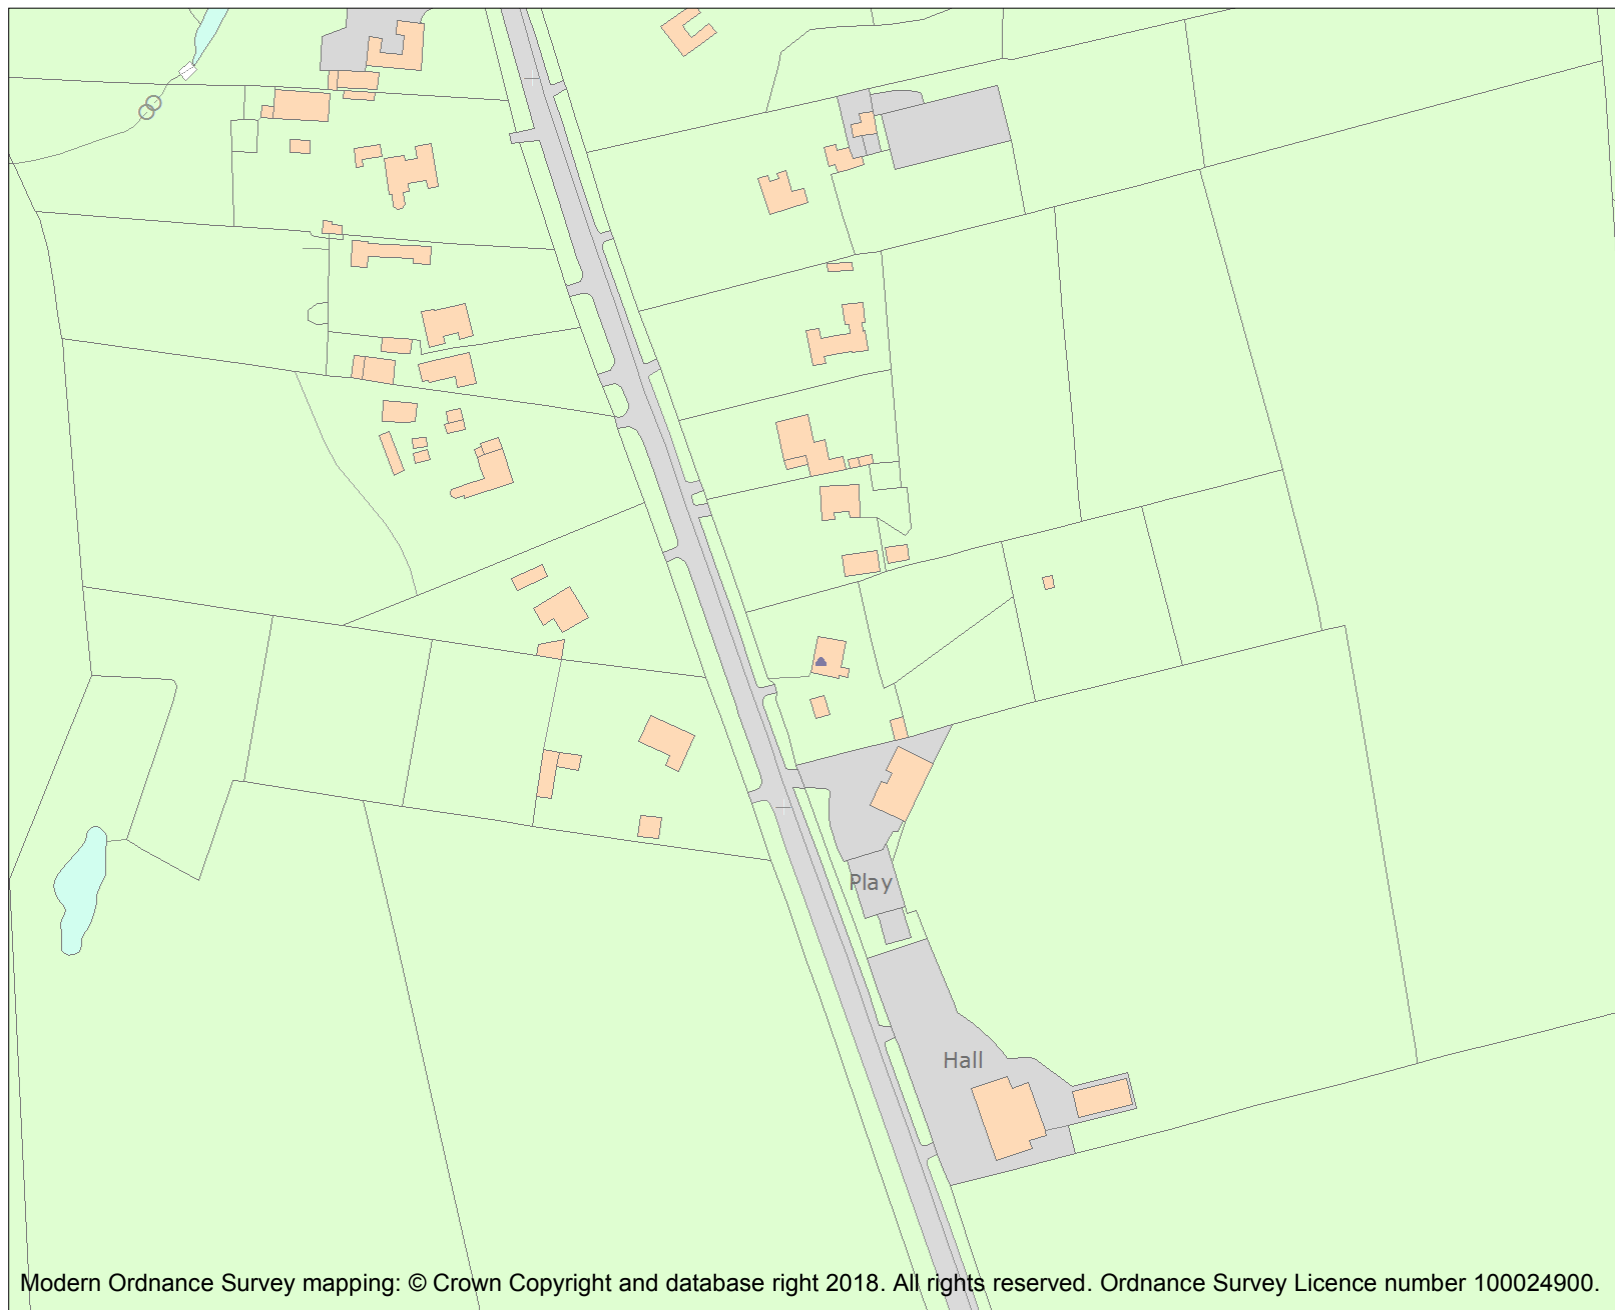 Play
Hall
Modern Ordnance Survey mapping: © Crown Copyright and database right 2018. All rights reserved. Ordnance Survey Licence number 100024900.